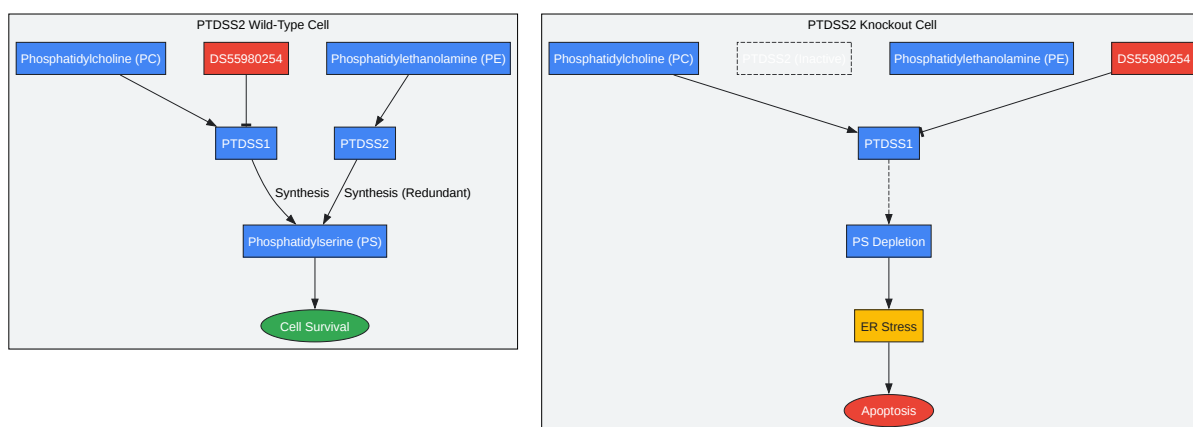 PTDSS2 Wild-Type Cell
Phosphatidylcholine (PC)
DS55980254
Phosphatidylethanolamine (PE)
PTDSS1
PTDSS2
Synthesis
Synthesis (Redundant)
Phosphatidylserine (PS)
Cell Survival
PTDSS2 Knockout Cell
Phosphatidylcholine (PC)
PTDSS2 (Inactive)
Phosphatidylethanolamine (PE)
DS55980254
PTDSS1
PS Depletion
ER Stress
Apoptosis